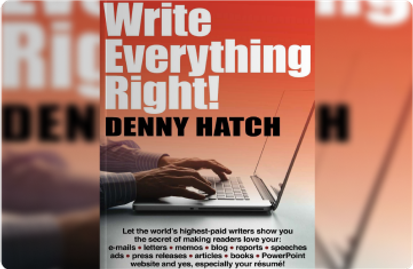 Write
Everything
Right!
DENNY HATCH
Let the world's highest-paid writers show you
the secret of making readers love your:
e-mails • letters • memos • blog • reports • speeches
ads • press releases • articles • books • PowerPoint
website and yes, especially your résumé!